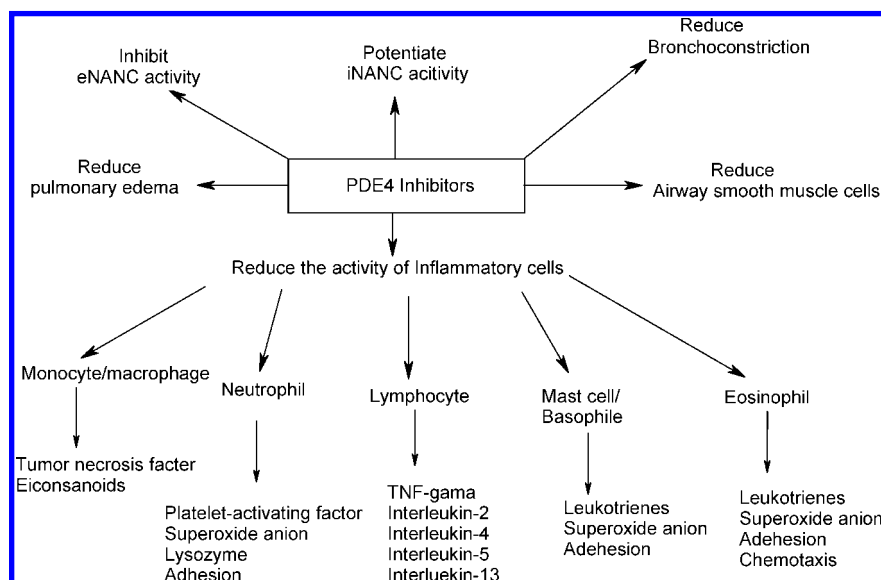 Inhibit
eNANC activity
Potentiate
iNANC acitivity
Reduce
Bronchoconstriction
Reduce
pulmonary edema
PDE4 Inhibitors
Reduce
Airway smooth muscle cells
Reduce the activity of Inflammatory cells
Monocyte/macrophage
Neutrophil
Lymphocyte
Mast cell/
Basophile
Eosinophil
Tumor necrosis facter
Eiconsanoids
Platelet-activating factor
Superoxide anion
Lysozyme
Adhesion
TNF-gama
Interleukin-2
Interleukin-4
Interleukin-5
Interluekin-13
Leukotrienes
Superoxide anion
Adehesion
Leukotrienes
Superoxide anion
Adehesion
Chemotaxis